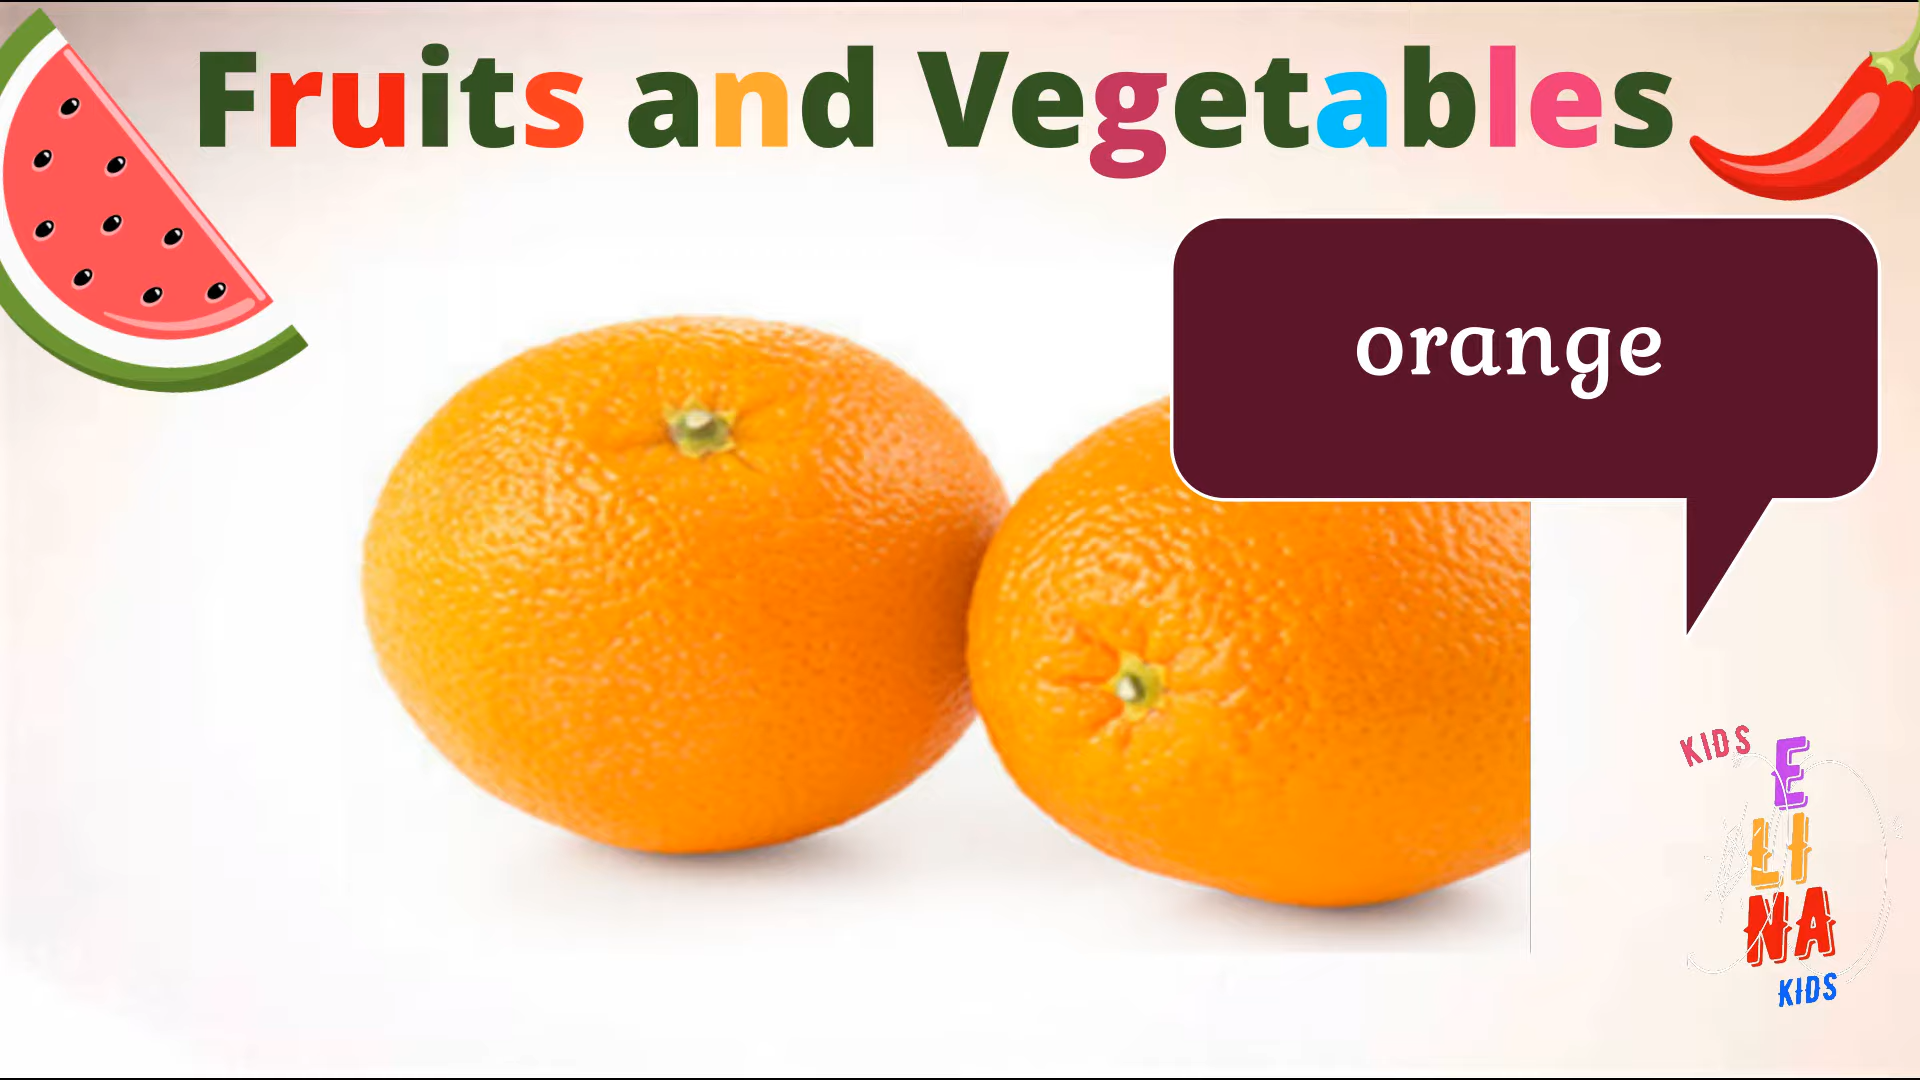 Fruits and Vegetables
orange
KIDS
E
LI
NA
KIDS